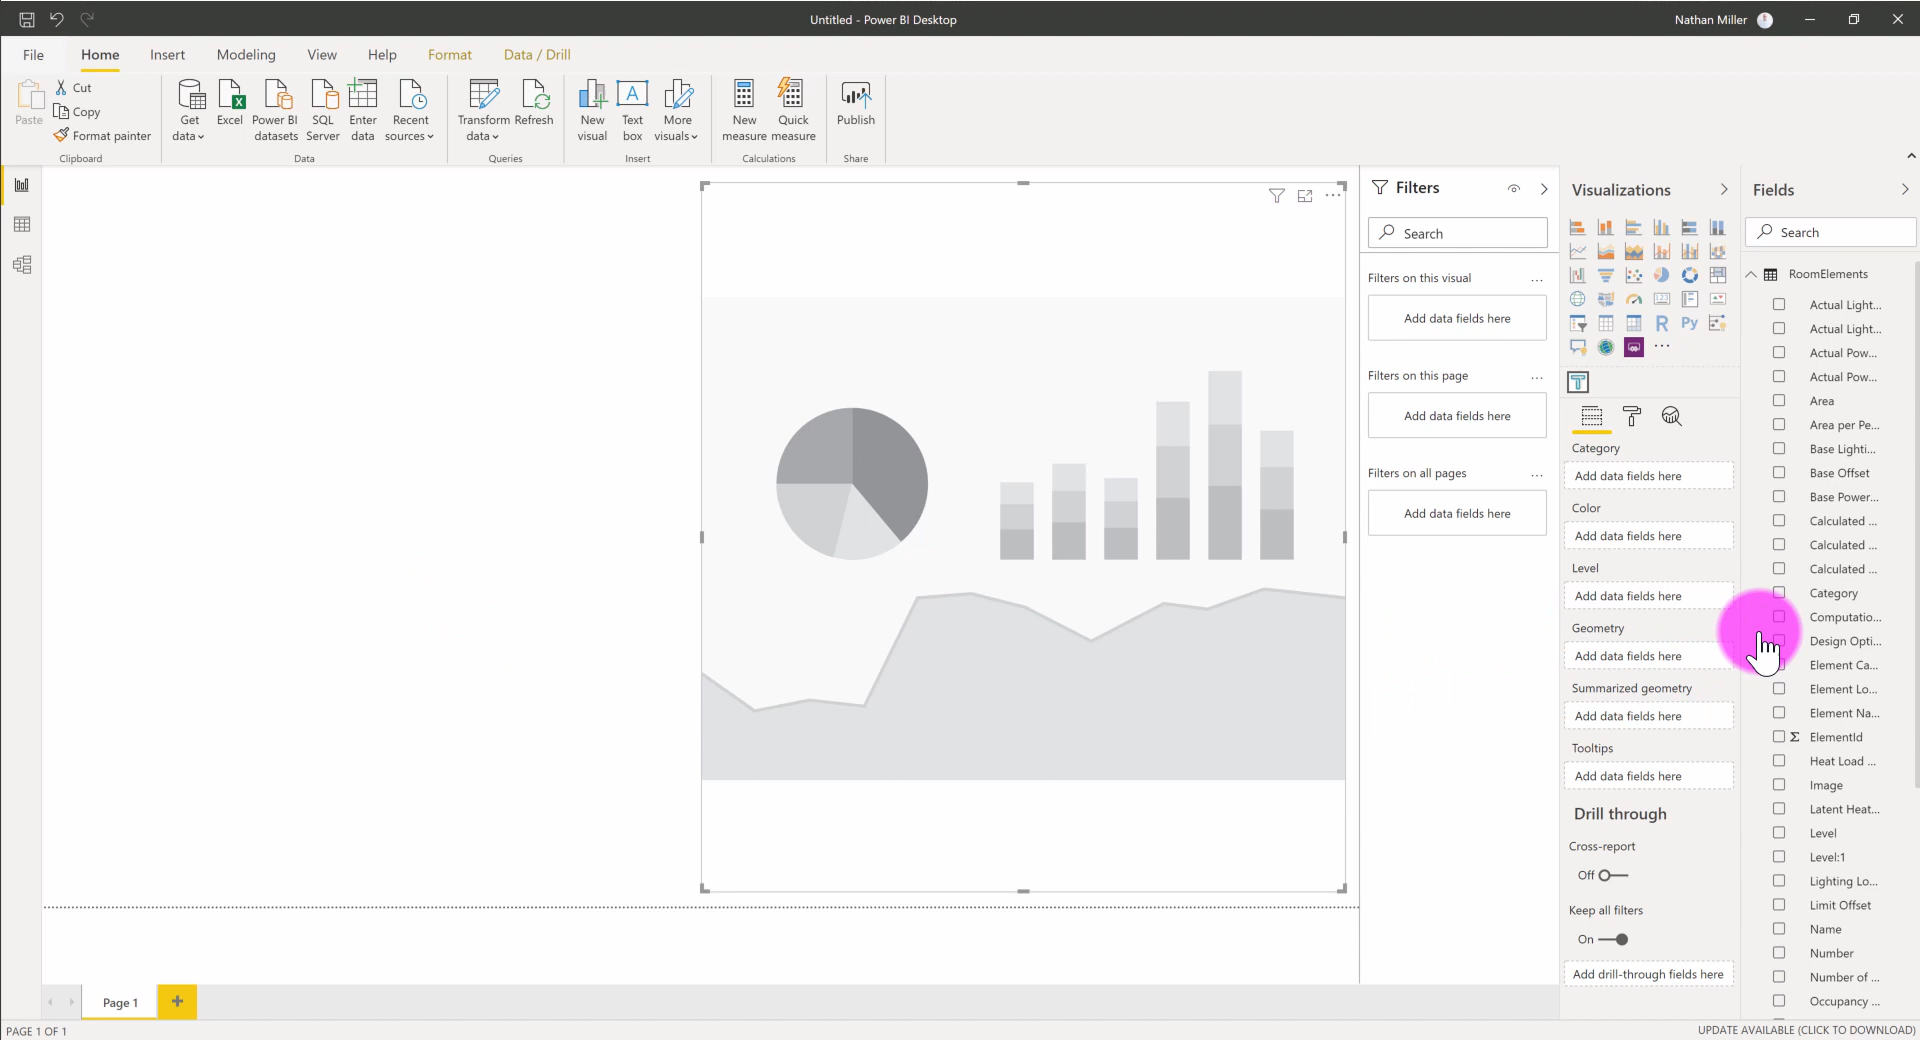 Untitled - Power BI Desktop
Nathan Miller
File
Home
Insert
Modeling
View
Help
Format
Data / Drill
Paste
Cut
Copy
Format painter
Clipboard
Get data
Excel
Power BI datasets
SQL Server
Enter data
Recent sources
Data
Transform data
Refresh
Queries
New visual
A
Text box
More visuals
Insert
New measure
Quick measure
Calculations
Publish
Share
Filters
Search
Filters on this visual
...
Add data fields here
Filters on this page
...
Add data fields here
Filters on all pages
...
Add data fields here
Visualizations
123
R
Py
...
T
Category
Add data fields here
Color
Add data fields here
Level
Add data fields here
Geometry
Add data fields here
Summarized geometry
Add data fields here
Tooltips
Add data fields here
Drill through
Cross-report
Off
Keep all filters
On
Add drill-through fields here
Fields
Search
RoomElements
Actual Light...
Actual Light...
Actual Pow...
Actual Pow...
Area
Area per Pe...
Base Lighti...
Base Offset
Base Power...
Calculated ...
Calculated ...
Calculated ...
Category
Computatio...
Design Opti...
Element Ca...
Element Lo...
Element Na...
Σ ElementId
Heat Load ...
Image
Latent Heat...
Level
Level:1
Lighting Lo...
Limit Offset
Name
Number
Number of ...
Occupancy ...
Page 1
+
PAGE 1 OF 1
UPDATE AVAILABLE (CLICK TO DOWNLOAD)